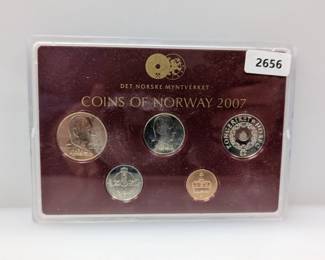 2656
DET NORSKE MYNTVERKET
COINS OF NORWAY 2007